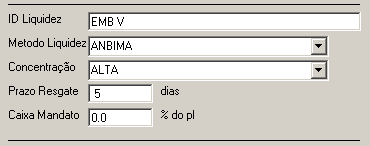 ID Liquidez EMB V
Metodo Liquidez ANBIMA
Concentração ALTA
Prazo Resgate 5 dias
Caixa Mandato 0.0 % do pl